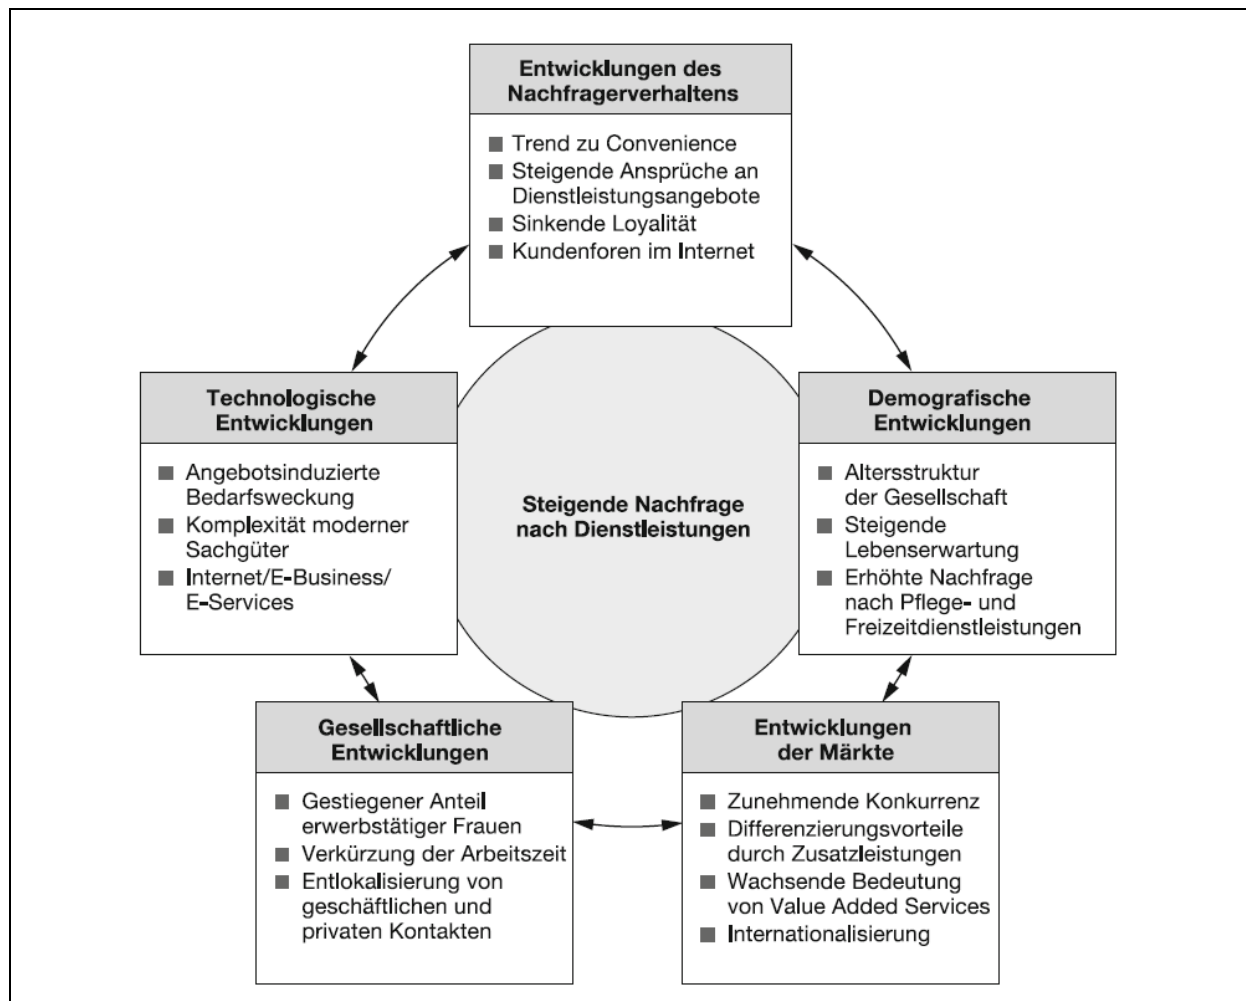 Entwicklungen des
Nachfragerverhaltens
Trend zu Convenience
Steigende Ansprüche an
Dienstleistungsangebote
Sinkende Loyalität
Kundenforen im Internet
Technologische
Entwicklungen
Angebotsinduzierte
Bedarfsweckung
Komplexität moderner
Sachgüter
Internet/E-Business/
E-Services
Steigende Nachfrage
nach Dienstleistungen
Demografische
Entwicklungen
Altersstruktur
der Gesellschaft
Steigende
Lebenserwartung
Erhöhte Nachfrage
nach Pflege- und
Freizeitdienstleistungen
Gesellschaftliche
Entwicklungen
Gestiegener Anteil
erwerbstätiger Frauen
Verkürzung der Arbeitszeit
Entlokalisierung von
geschäftlichen und
privaten Kontakten
Entwicklungen
der Märkte
Zunehmende Konkurrenz
Differenzierungsvorteile
durch Zusatzleistungen
Wachsende Bedeutung
von Value Added Services
Internationalisierung